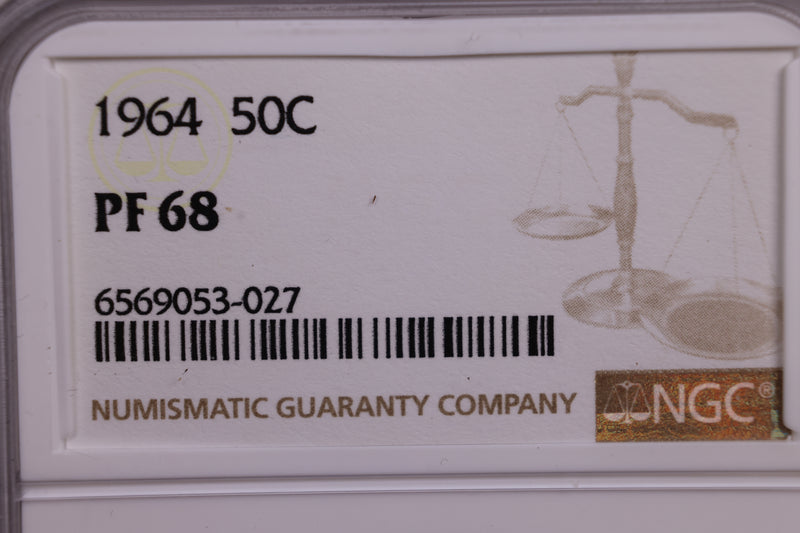 1964 50C
PF 68
6569053-027
NUMISMATIC GUARANTY COMPANY
NGC®